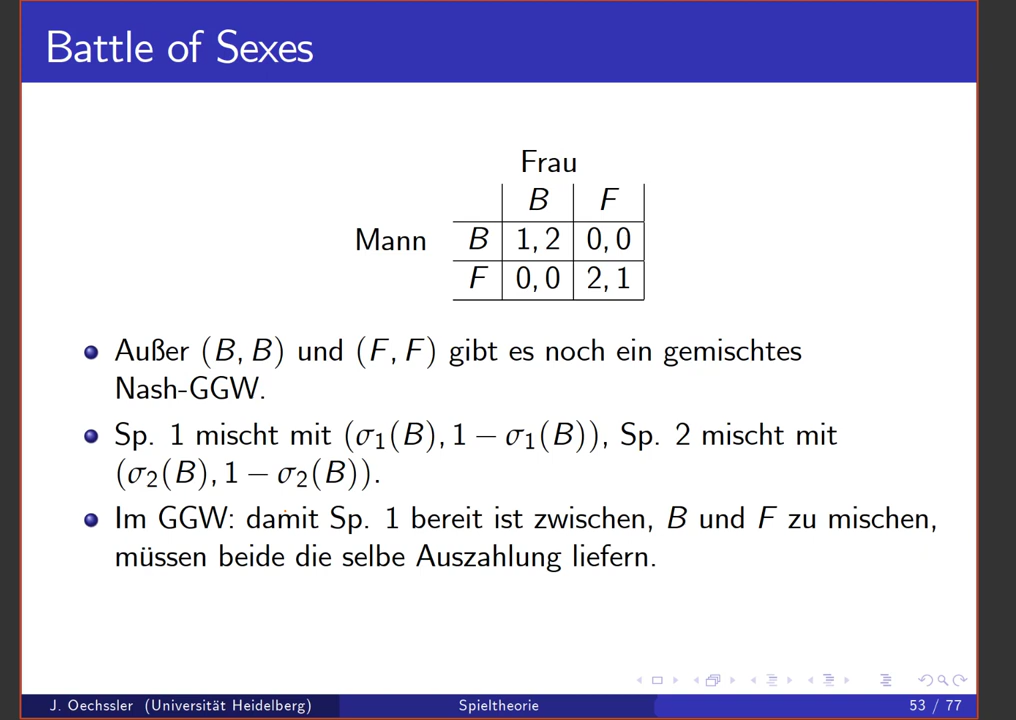 Battle of Sexes
Frau
B F
Mann B 1, 2 0, 0
F 0, 0 2, 1
Außer (B, B) und (F, F) gibt es noch ein gemischtes
Nash-GGW.
Sp. 1 mischt mit (σ₁(B), 1 − σ₁(B)), Sp. 2 mischt mit
(σ₂(B), 1 − σ₂(B)).
Im GGW: damit Sp. 1 bereit ist zwischen, B und F zu mischen,
müssen beide die selbe Auszahlung liefern.
J. Oechssler (Universität Heidelberg) Spieltheorie 53 / 77